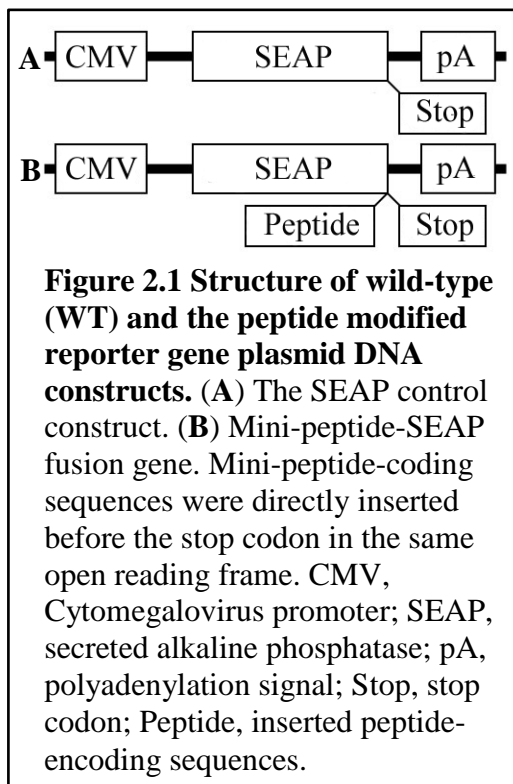 A CMV SEAP pA
Stop
B CMV SEAP pA
Peptide Stop
Figure 2.1 Structure of wild-type
(WT) and the peptide modified
reporter gene plasmid DNA
constructs. (A) The SEAP control
construct. (B) Mini-peptide-SEAP
fusion gene. Mini-peptide-coding
sequences were directly inserted
before the stop codon in the same
open reading frame. CMV,
Cytomegalovirus promoter; SEAP,
secreted alkaline phosphatase; pA,
polyadenylation signal; Stop, stop
codon; Peptide, inserted peptide-
encoding sequences.